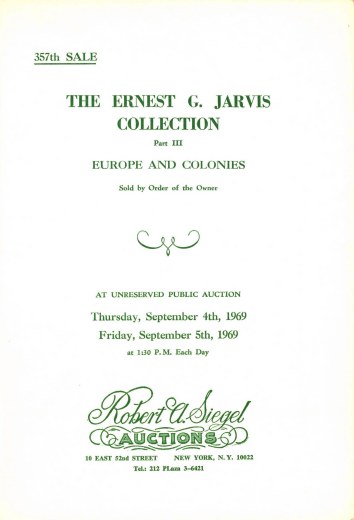 357th SALE
THE ERNEST G. JARVIS
COLLECTION
Part III
EUROPE AND COLONIES
Sold by Order of the Owner
AT UNRESERVED PUBLIC AUCTION
Thursday, September 4th, 1969
Friday, September 5th, 1969
at 1:30 P.M. Each Day
Robert A. Siegel
AUCTIONS
10 EAST 52nd STREET NEW YORK, N. Y. 10022
Tel.: 212 PLaza 3-6421